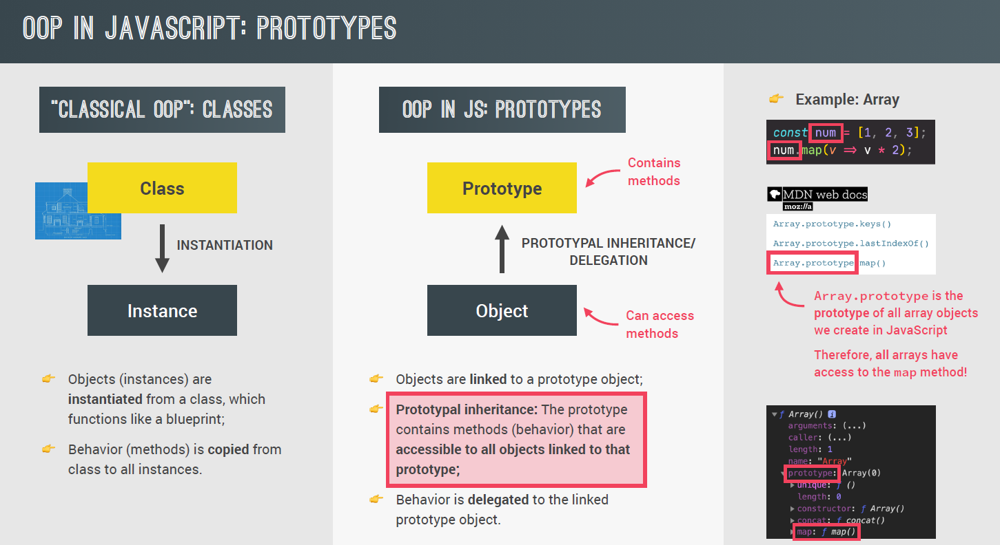 OOP IN JAVASCRIPT: PROTOTYPES
"CLASSICAL OOP": CLASSES
Class
INSTANTIATION
Instance
👉 Objects (instances) are
instantiated from a class, which
functions like a blueprint;
👉 Behavior (methods) is copied from
class to all instances.
OOP IN JS: PROTOTYPES
Prototype
Contains
methods
PROTOTYPAL INHERITANCE/
DELEGATION
Object
Can access
methods
👉 Objects are linked to a prototype object;
👉 Prototypal inheritance: The prototype
contains methods (behavior) that are
accessible to all objects linked to that
prototype;
👉 Behavior is delegated to the linked
prototype object.
👉 Example: Array
const num = [1, 2, 3];
num.map(v => v * 2);
MDN web docs
moz://a
Array.prototype.keys()
Array.prototype.lastIndexOf()
Array.prototype.map()
Array.prototype is the
prototype of all array objects
we create in JavaScript
Therefore, all arrays have
access to the map method!
▼ƒ Array() i
arguments: (...)
caller: (...)
length: 1
name: "Array"
▼prototype: Array(0)
▶unique: ƒ ()
length: 0
▶constructor: ƒ Array()
▶concat: ƒ concat()
▶map: ƒ map()